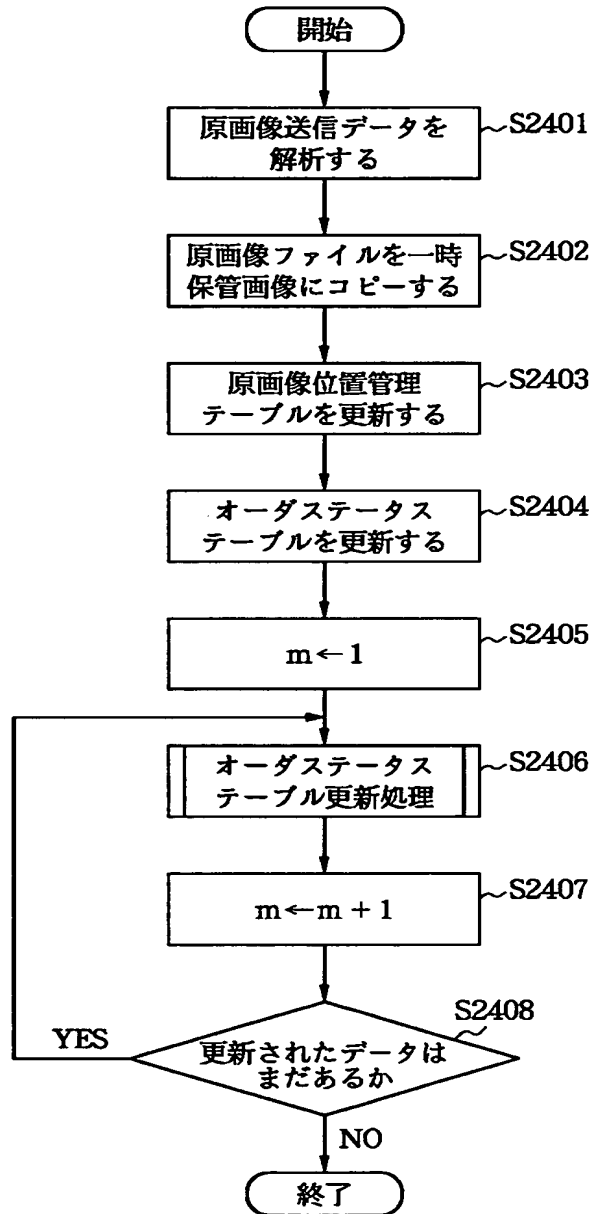 開始
原画像送信データを
解析する
S2401
原画像ファイルを一時
保管画像にコピーする
S2402
原画像位置管理
テーブルを更新する
S2403
オーダステータス
テーブルを更新する
S2404
m←1
S2405
オーダステータス
テーブル更新処理
S2406
m←m+1
S2407
更新されたデータは
まだあるか
S2408
YES
NO
終了